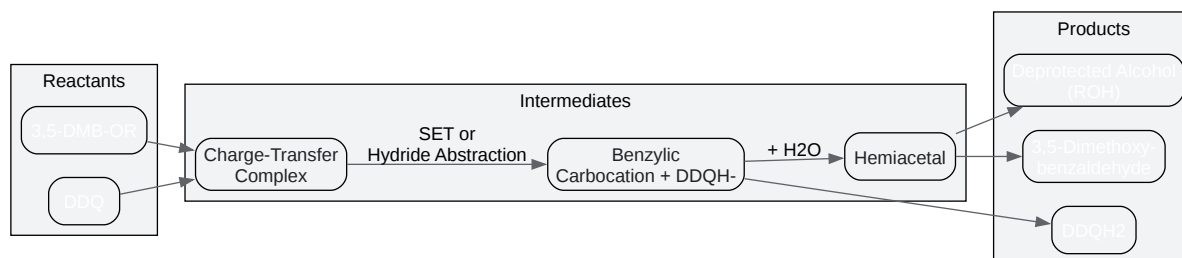 Reactants
3,5-DMB-OR
DDQ
Intermediates
Charge-Transfer
Complex
SET or
Hydride Abstraction
Benzylic
Carbocation + DDQH-
+ H2O
Hemiacetal
Products
Deprotected Alcohol
(ROH)
3,5-Dimethoxy-
benzaldehyde
DDQH2